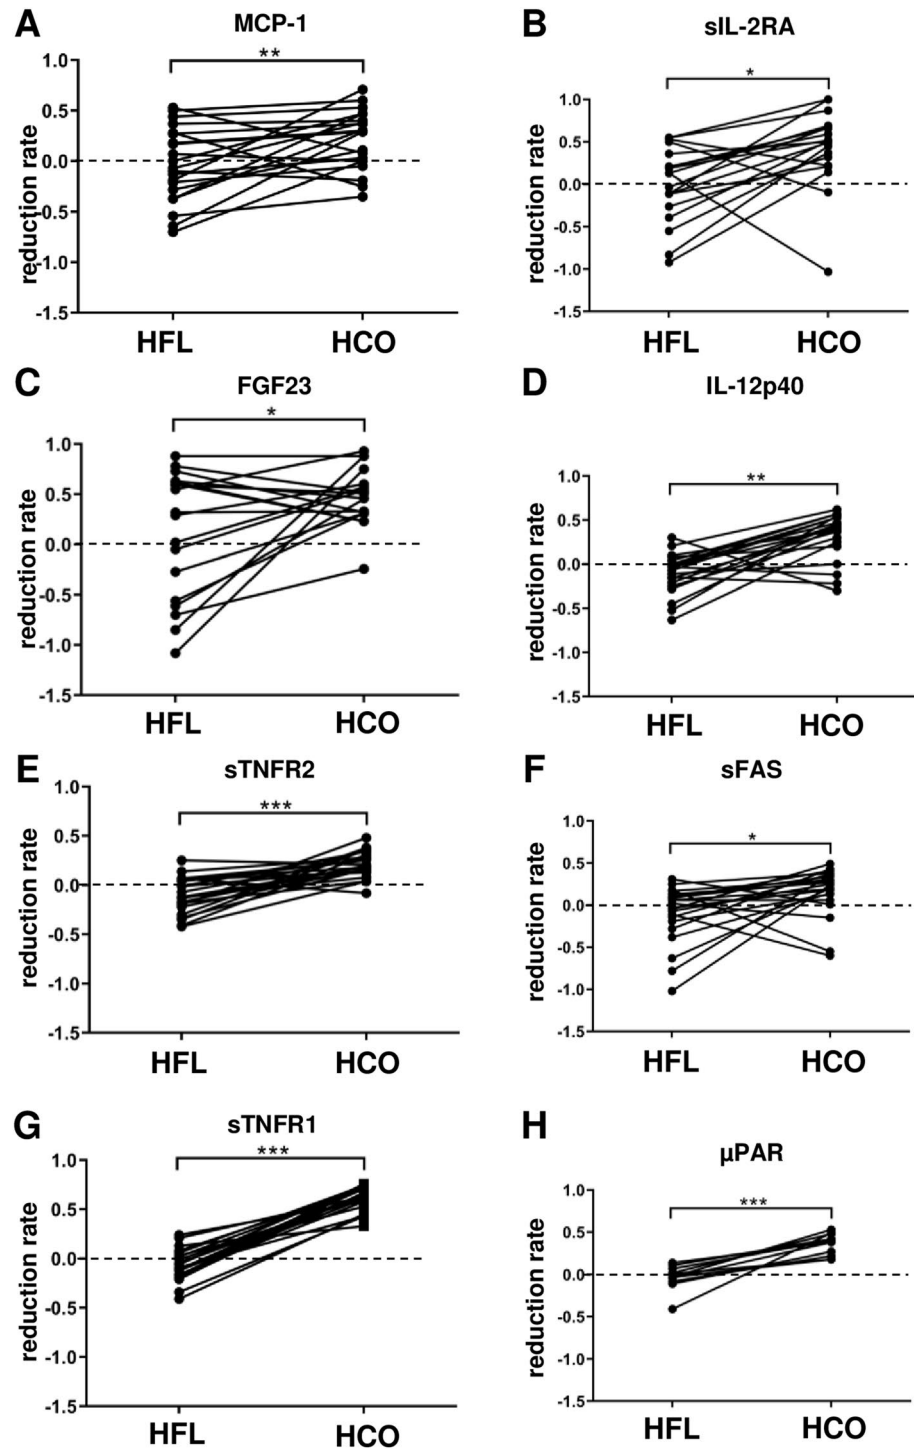 A
MCP-1
**
1.0
0.5
0.0
-0.5
-1.0
-1.5
reduction rate
HFL
HCO
B
sIL-2RA
*
1.0
0.5
0.0
-0.5
-1.0
-1.5
reduction rate
HFL
HCO
C
FGF23
*
1.0
0.5
0.0
-0.5
-1.0
-1.5
reduction rate
HFL
HCO
D
IL-12p40
**
1.0
0.5
0.0
-0.5
-1.0
-1.5
reduction rate
HFL
HCO
E
sTNFR2
***
1.0
0.5
0.0
-0.5
-1.0
-1.5
reduction rate
HFL
HCO
F
sFAS
*
1.0
0.5
0.0
-0.5
-1.0
-1.5
reduction rate
HFL
HCO
G
sTNFR1
***
1.0
0.5
0.0
-0.5
-1.0
-1.5
reduction rate
HFL
HCO
H
μPAR
***
1.0
0.5
0.0
-0.5
-1.0
-1.5
reduction rate
HFL
HCO